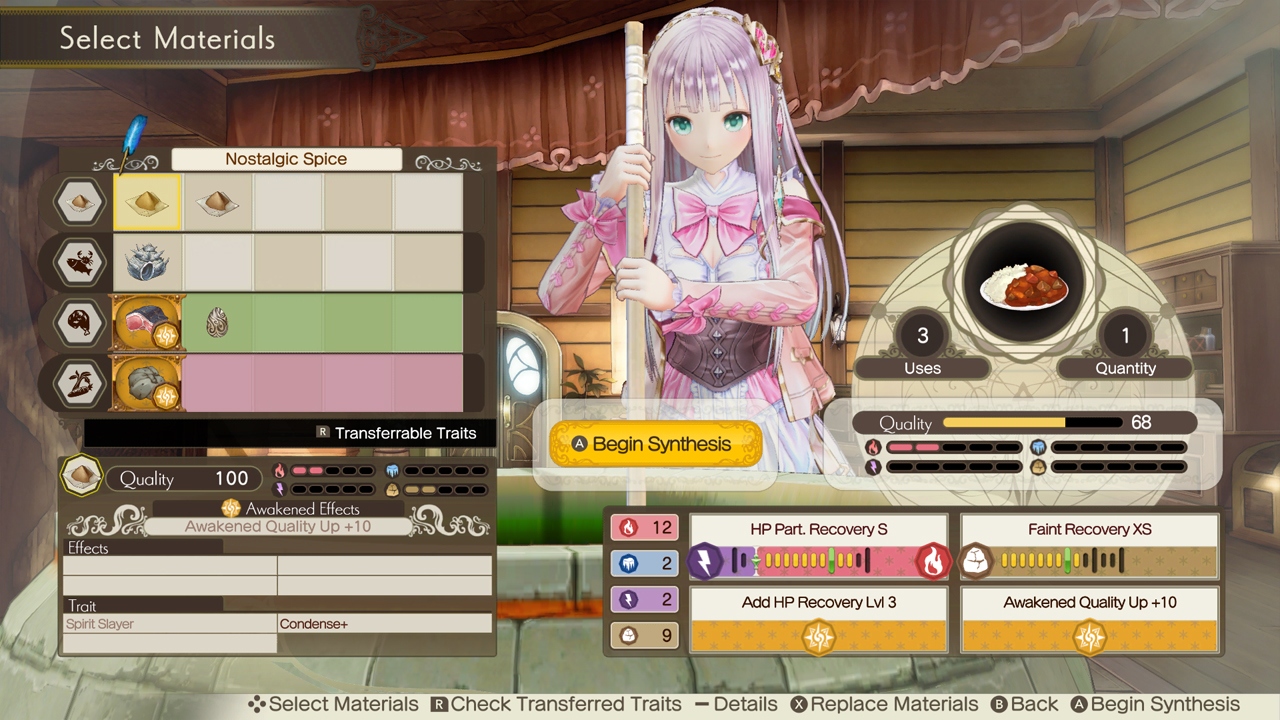 Select Materials
Nostalgic Spice
R Transferrable Traits
Quality 100
Awakened Effects
Awakened Quality Up +10
Effects
Trait
Spirit Slayer
Condense+
A Begin Synthesis
3
Uses
1
Quantity
Quality 68
12
2
2
9
HP Part. Recovery S
Faint Recovery XS
Add HP Recovery Lvl 3
Awakened Quality Up +10
Select Materials R Check Transferred Traits Details X Replace Materials B Back A Begin Synthesis